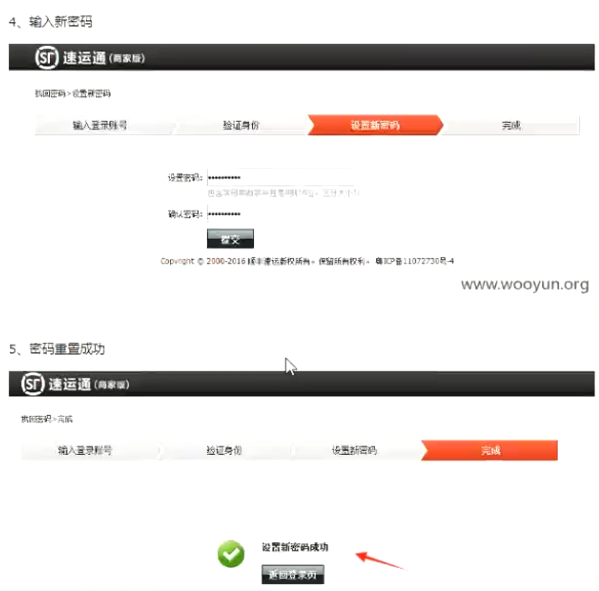 4、输入新密码
SF 速运通(商家版)
找回密码>设置新密码
输入登录账号 验证身份 设置新密码 完成
设置密码:
确认密码:
提交
Copyright © 2000-2016 顺丰速运版权所有。保留所有权利。 粤ICP备11072730号-4
www.wooyun.org
5、密码重置成功
SF 速运通(商家版)
找回密码>完成
输入登录账号 验证身份 设置新密码 完成
设置新密码成功
返回登录页